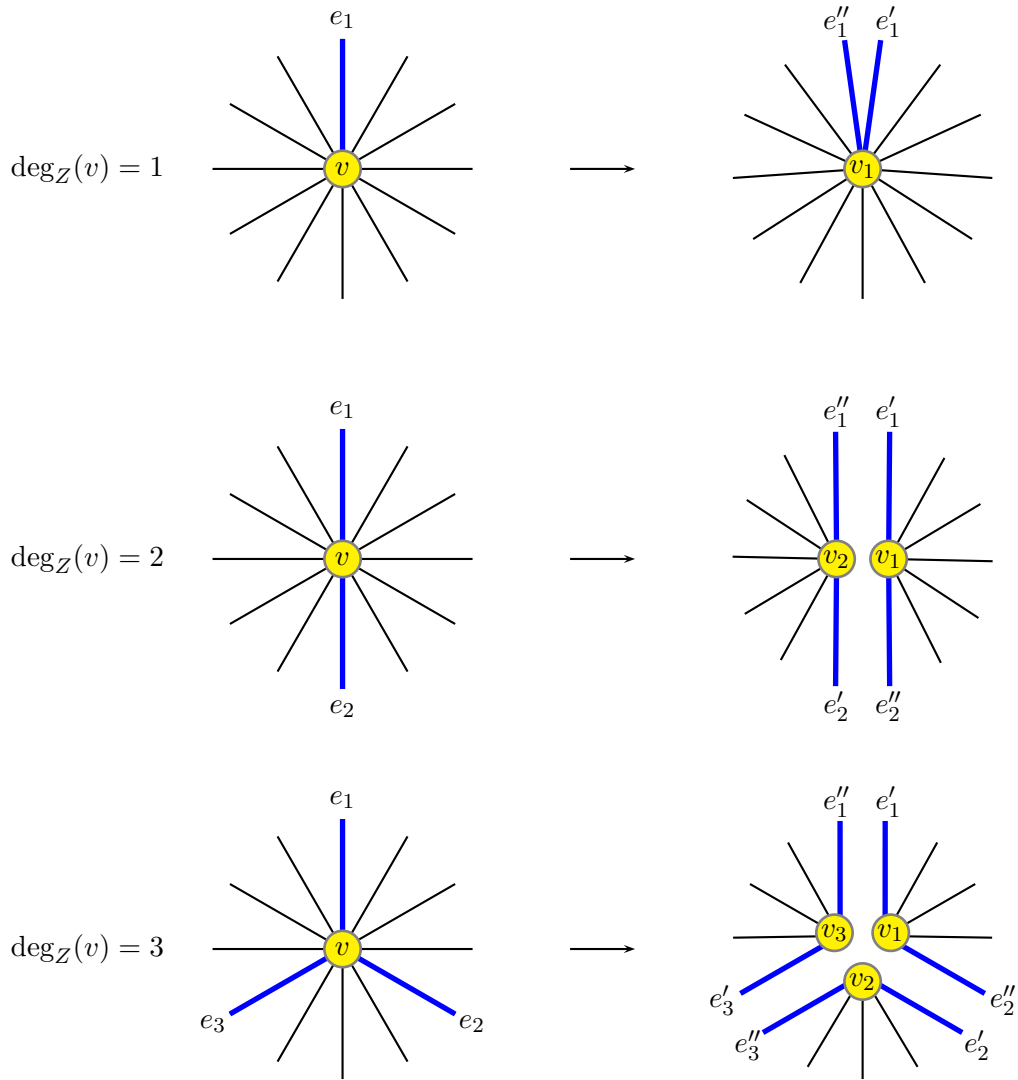 e₁ e₁″ e₁′
deg_Z(v) = 1 v v₁
e₁ e₁″ e₁′
deg_Z(v) = 2 v v₂ v₁
e₂ e₂′ e₂″
e₁ e₁″ e₁′
deg_Z(v) = 3 v v₃ v₁
v₂
e₃ e₂ e₃′ e₂″
e₃″ e₂′